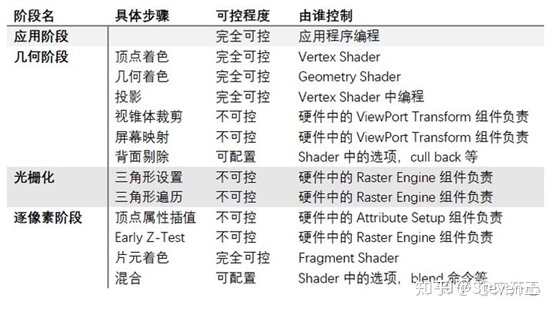 阶段名 具体步骤 可控程度 由谁控制
应用阶段 完全可控 应用程序编程
几何阶段 顶点着色 完全可控 Vertex Shader
几何着色 完全可控 Geometry Shader
投影 完全可控 Vertex Shader 中编程
视锥体裁剪 不可控 硬件中的 ViewPort Transform 组件负责
屏幕映射 不可控 硬件中的 ViewPort Transform 组件负责
背面剔除 可配置 Shader 中的选项，cull back 等
光栅化 三角形设置 不可控 硬件中的 Raster Engine 组件负责
三角形遍历 不可控 硬件中的 Raster Engine 组件负责
逐像素阶段 顶点属性插值 不可控 硬件中的 Attribute Setup 组件负责
Early Z-Test 不可控 硬件中的 Raster Engine 组件负责
片元着色 完全可控 Fragment Shader
混合 可配置 Shader 中的选项，blend 命令等